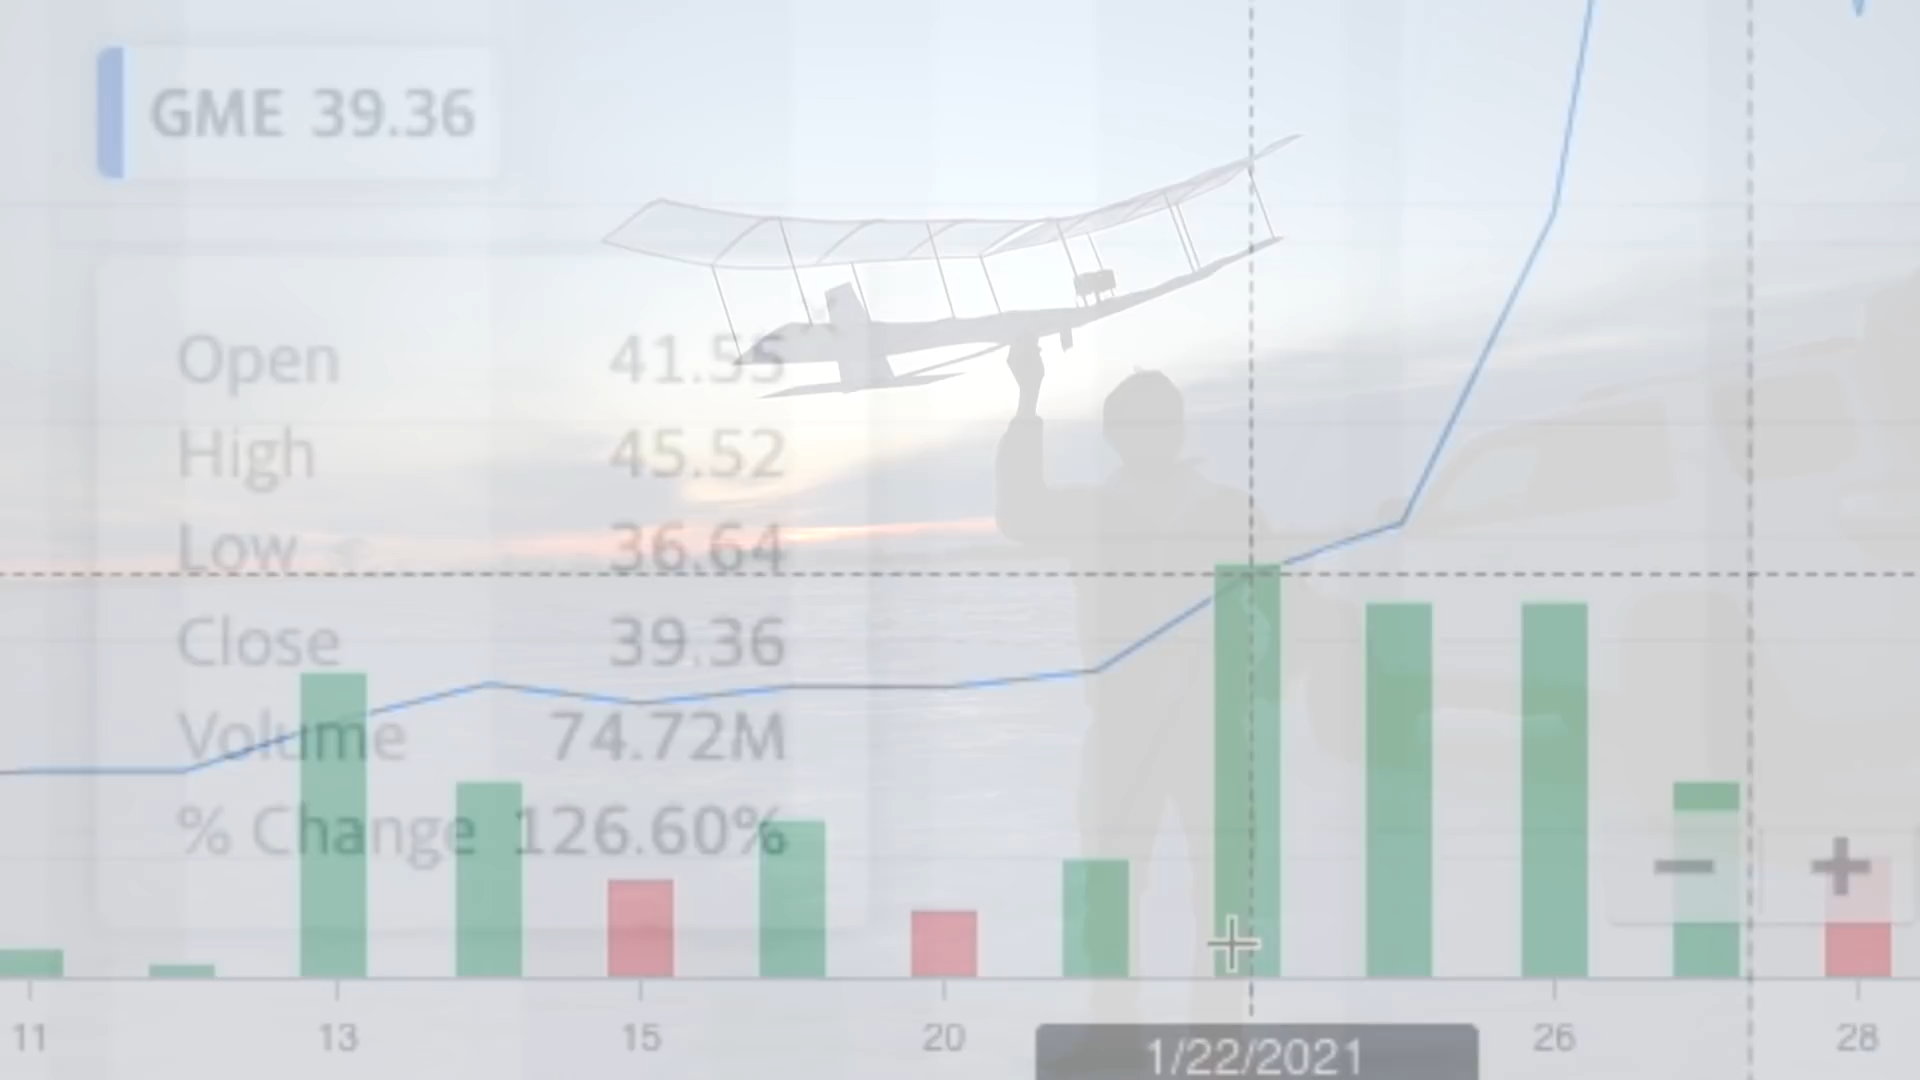 GME 39.36
Open 41.55
High 45.52
Low 36.64
Close 39.36
Volume 74.72M
% Change 126.60%
11 13 15 20 1/22/2021 26 28